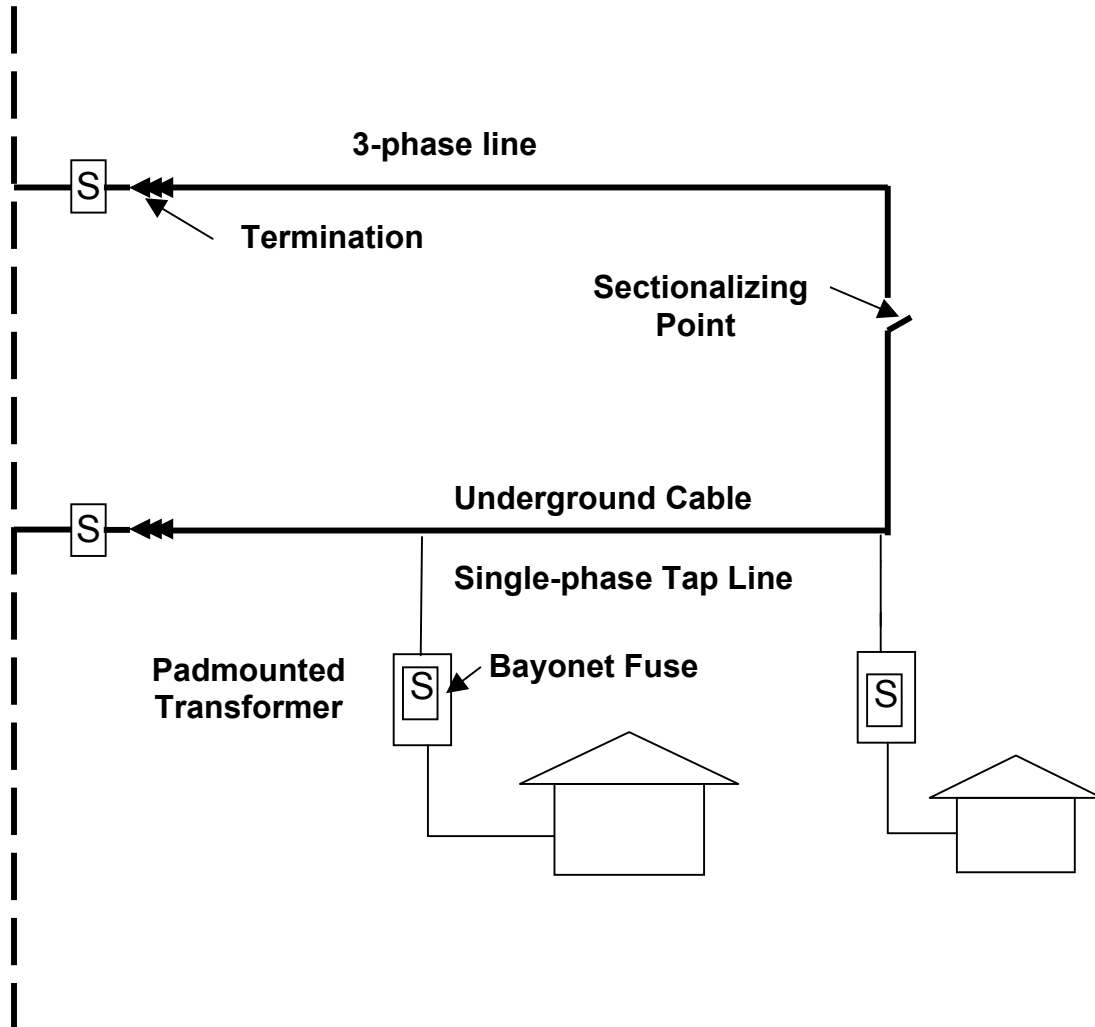 3-phase line
S
Termination
Sectionalizing
Point
Underground Cable
S
Single-phase Tap Line
Padmounted
Transformer
S
Bayonet Fuse
S